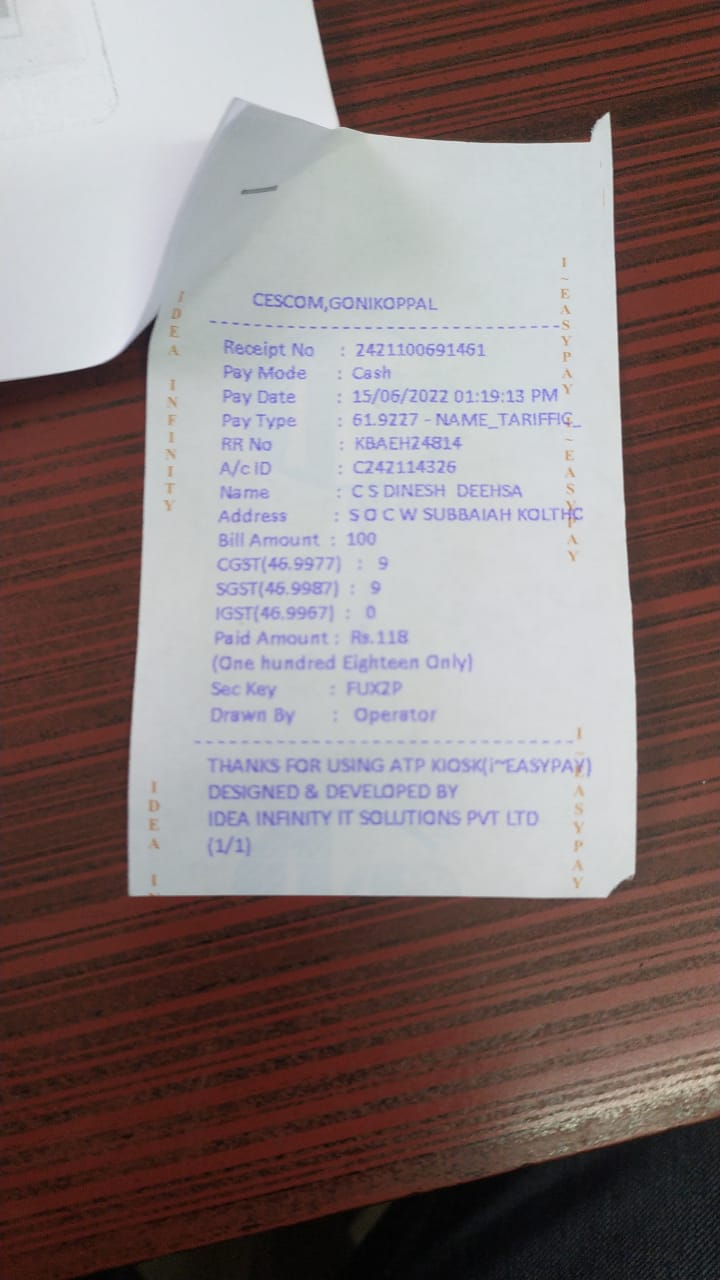 CESCOM,GONIKOPPAL
Receipt No : 2421100691461
Pay Mode : Cash
Pay Date : 15/06/2022 01:19:13 PM
Pay Type : 61.9227 - NAME_TARIFFIC_
RR No : KBAEH24814
A/c ID : C242114326
Name : C S DINESH DEEHSA
Address : S O C W SUBBAIAH KOLTHC
Bill Amount : 100
CGST(46.9977) : 9
SGST(46.9987) : 9
IGST(46.9967) : 0
Paid Amount : Rs.118
(One hundred Eighteen Only)
Sec Key : FUX2P
Drawn By : Operator
THANKS FOR USING ATP KIOSK(i~EASYPAY)
DESIGNED & DEVELOPED BY
IDEA INFINITY IT SOLUTIONS PVT LTD
(1/1)
IDEA INFINITY
IDEA IN
I~EASYPAY
I~EASYPAY
I~EASYPAY